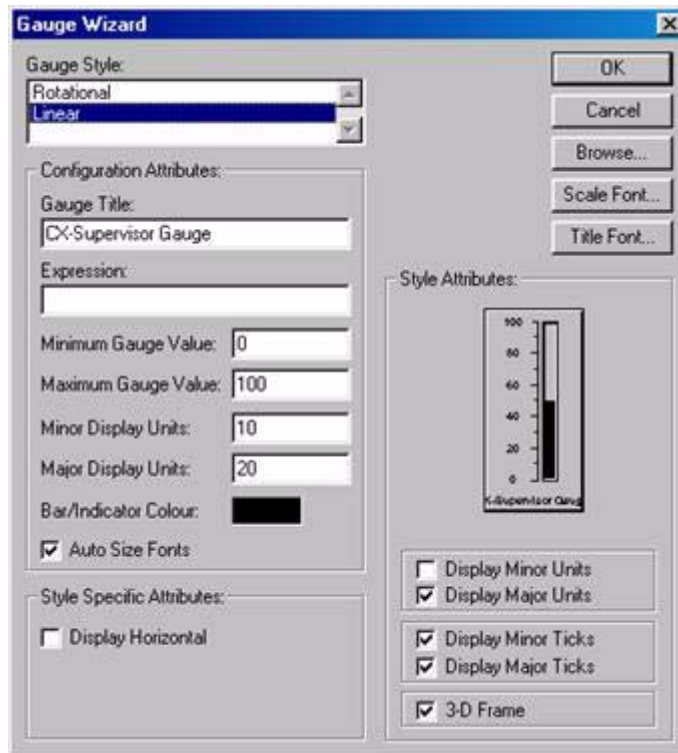 Gauge Wizard
Gauge Style:
Rotational
Linear
OK
Cancel
Browse...
Scale Font...
Title Font...
Configuration Attributes:
Gauge Title:
CX-Supervisor Gauge
Expression:
Minimum Gauge Value: 0
Maximum Gauge Value: 100
Minor Display Units: 10
Major Display Units: 20
Bar/Indicator Colour:
Auto Size Fonts
Style Specific Attributes:
Display Horizontal
Style Attributes:
100
80
60
40
20
0
X-Supervisor Gaug
Display Minor Units
Display Major Units
Display Minor Ticks
Display Major Ticks
3-D Frame